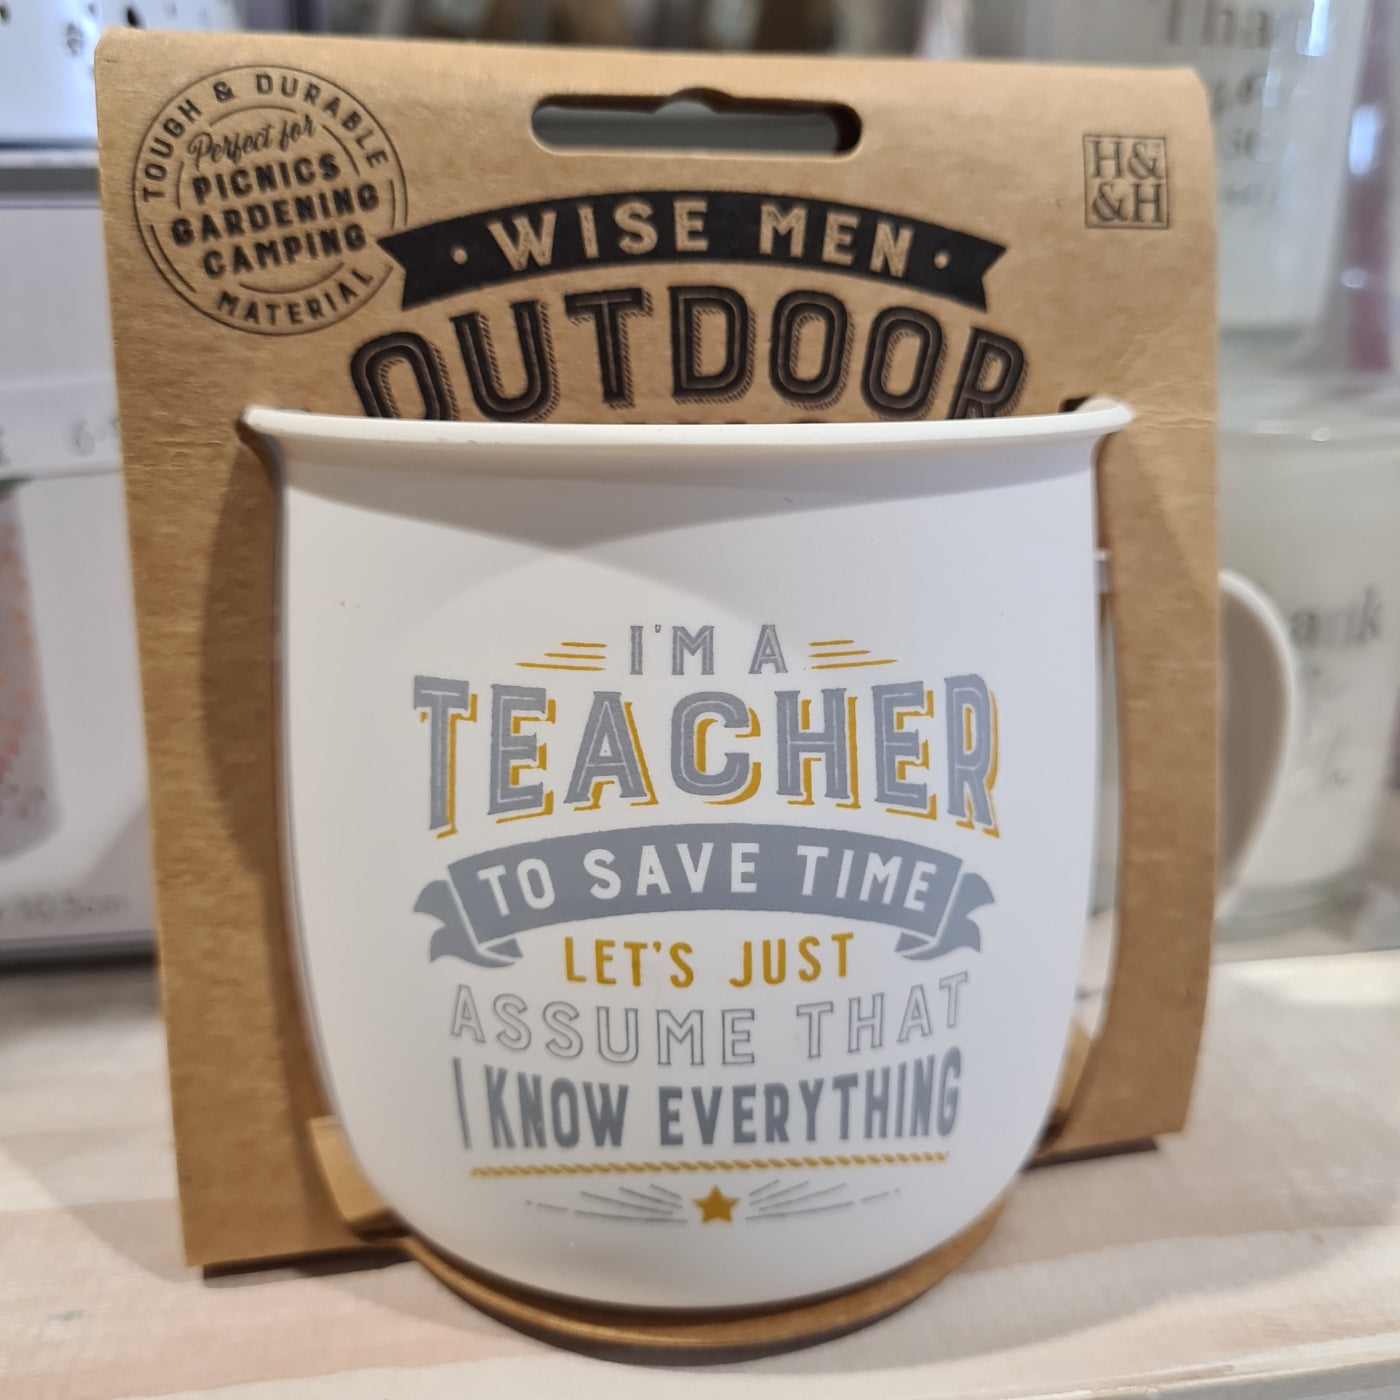 TOUGH & DURABLE
Perfect for
PICNICS
GARDENING
CAMPING
MATERIAL
H&
&H
WISE MEN
OUTDOOR
I'M A
TEACHER
TO SAVE TIME
LET'S JUST
ASSUME THAT
I KNOW EVERYTHING